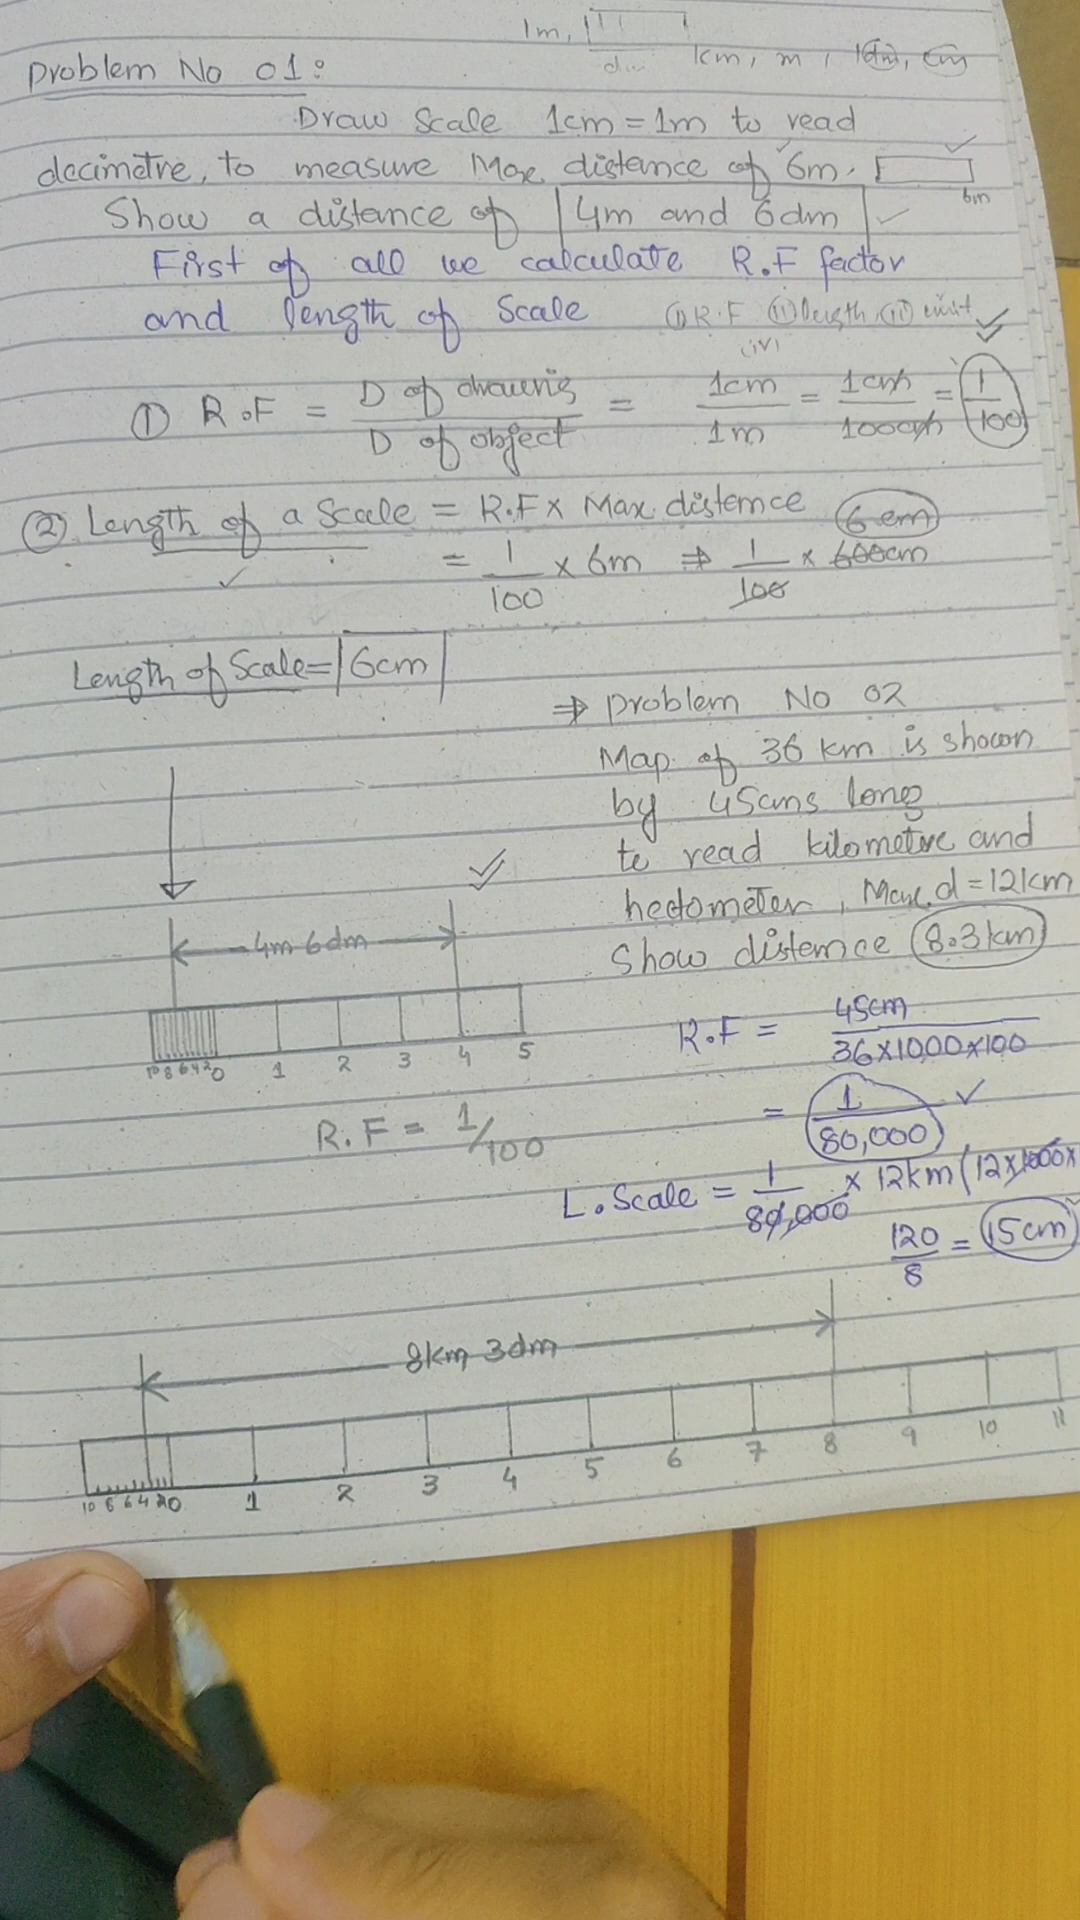 1m,
km, m, dm, cm
Problem No 01:
Draw Scale 1cm = 1m to read
decimetre, to measure Max. distance of 6m.
6m
Show a distance of 4m and 6dm
First of all we calculate R.F factor
and length of Scale
① R.F ② length ③ unit
(iv)
① R.F = D of drawing / D of object = 1cm / 1m = 1cm / 100cm = 1 / 100
② Length of a Scale = R.F x Max. distance
= 1/100 x 6m ⇒ 1/100 x 600cm
6cm
Length of Scale = 6cm
⇒ Problem No 02
Map of 36 km is shown
by 45cms long
to read kilometre and
hectometer, Max. d = 12km
Show distance 8.3km
4m 6dm
10 8 6 4 2 0 1 2 3 4 5
R.F = 1/100
R.F = 45cm / 36x1000x100
= 1 / 80,000
L. Scale = 1/80,000 x 12km (12x1000x
120/8 = 15cm
8km 3dm
10 8 6 4 2 0 1 2 3 4 5 6 7 8 9 10 11